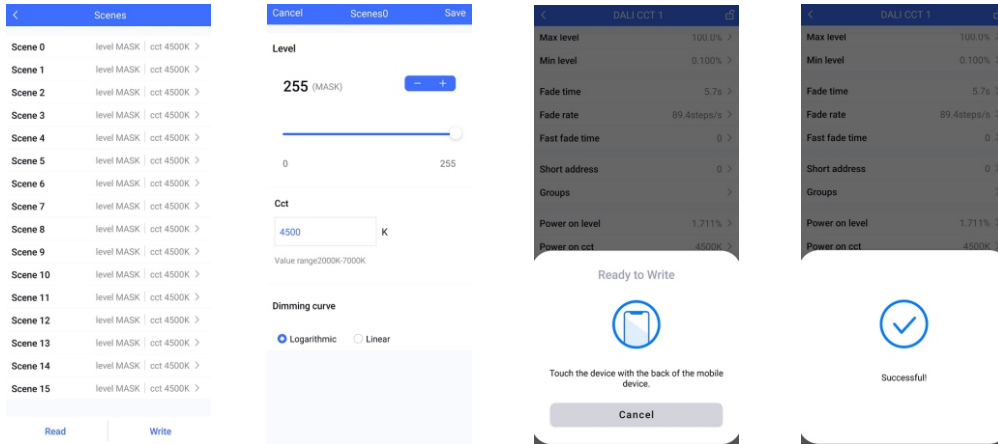 Scenes
Scene 0 level MASK cct 4500K
Scene 1 level MASK cct 4500K
Scene 2 level MASK cct 4500K
Scene 3 level MASK cct 4500K
Scene 4 level MASK cct 4500K
Scene 5 level MASK cct 4500K
Scene 6 level MASK cct 4500K
Scene 7 level MASK cct 4500K
Scene 8 level MASK cct 4500K
Scene 9 level MASK cct 4500K
Scene 10 level MASK cct 4500K
Scene 11 level MASK cct 4500K
Scene 12 level MASK cct 4500K
Scene 13 level MASK cct 4500K
Scene 14 level MASK cct 4500K
Scene 15 level MASK cct 4500K
Read Write
Cancel Scenes0 Save
Level
255 (MASK)
0 255
Cct
4500 K
Value range2000K-7000K
Dimming curve
Logarithmic Linear
DALI CCT 1
Max level 100.0%
Min level 0.100%
Fade time 5.7s
Fade rate 89.4steps/s
Fast fade time 0
Short address 0
Groups
Power on level 1.711%
Power on cct 4500K
Ready to Write
Touch the device with the back of the mobile
device.
Cancel
DALI CCT 1
Max level 100.0%
Min level 0.100%
Fade time 5.7s
Fade rate 89.4steps/s
Fast fade time 0
Short address 0
Groups
Power on level 1.711%
Power on cct 4500K
Successful!